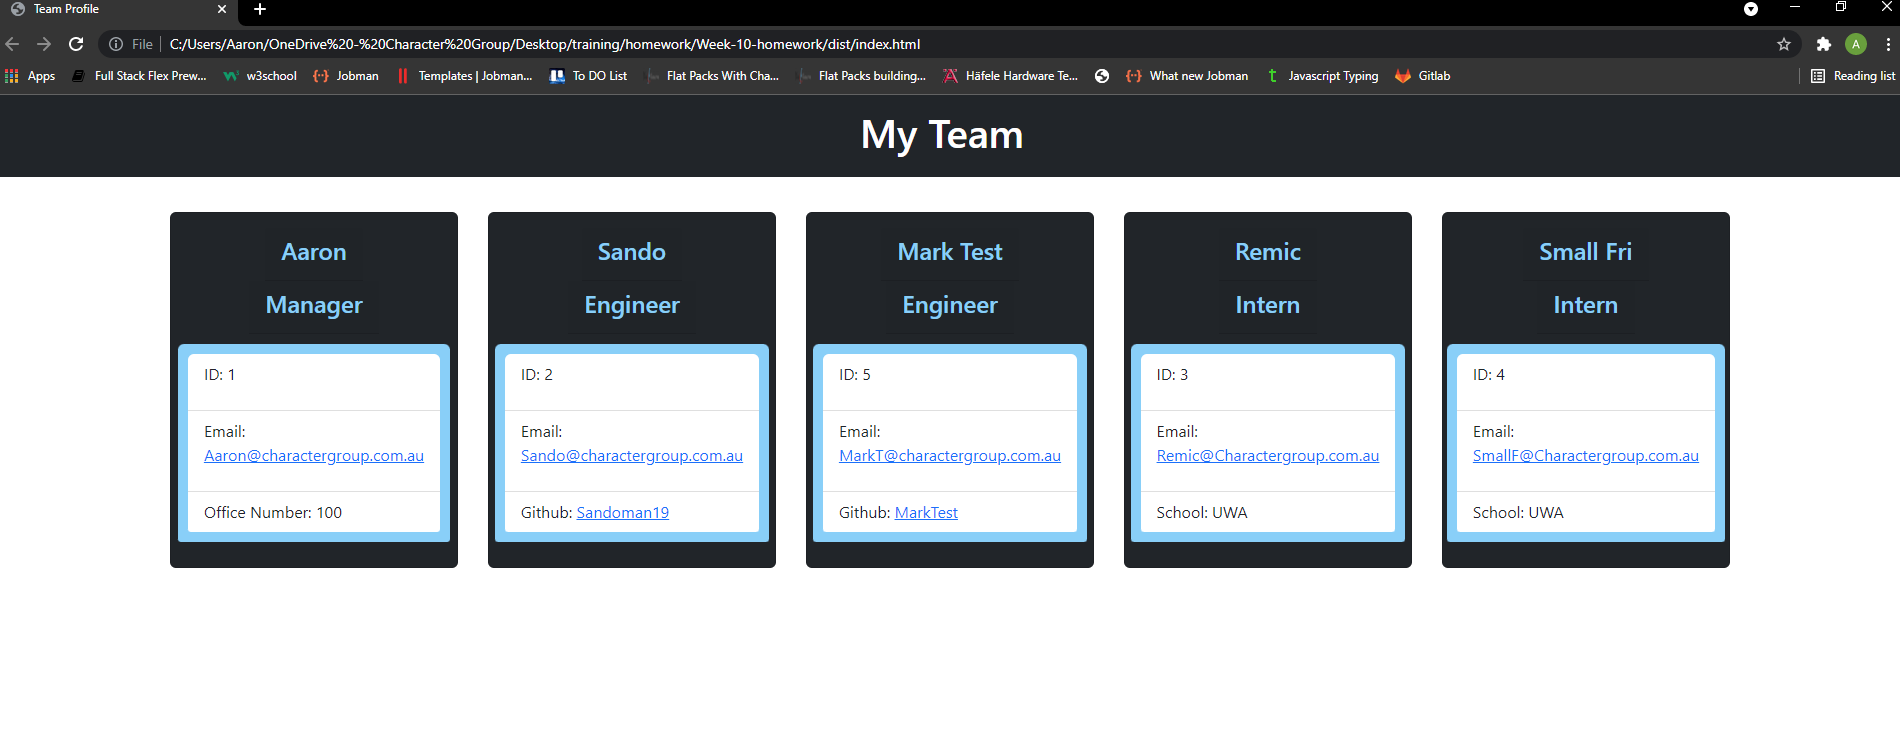 Team Profile
File C:/Users/Aaron/OneDrive%20-%20Character%20Group/Desktop/training/homework/Week-10-homework/dist/index.html A
Apps Full Stack Flex Prew... w3school Jobman Templates | Jobman... To DO List Flat Packs With Cha... Flat Packs building... Häfele Hardware Te... What new Jobman Javascript Typing Gitlab Reading list
My Team
Aaron
Manager
ID: 1
Email:
Aaron@charactergroup.com.au
Office Number: 100
Sando
Engineer
ID: 2
Email:
Sando@charactergroup.com.au
Github: Sandoman19
Mark Test
Engineer
ID: 5
Email:
MarkT@charactergroup.com.au
Github: MarkTest
Remic
Intern
ID: 3
Email:
Remic@Charactergroup.com.au
School: UWA
Small Fri
Intern
ID: 4
Email:
SmallF@Charactergroup.com.au
School: UWA